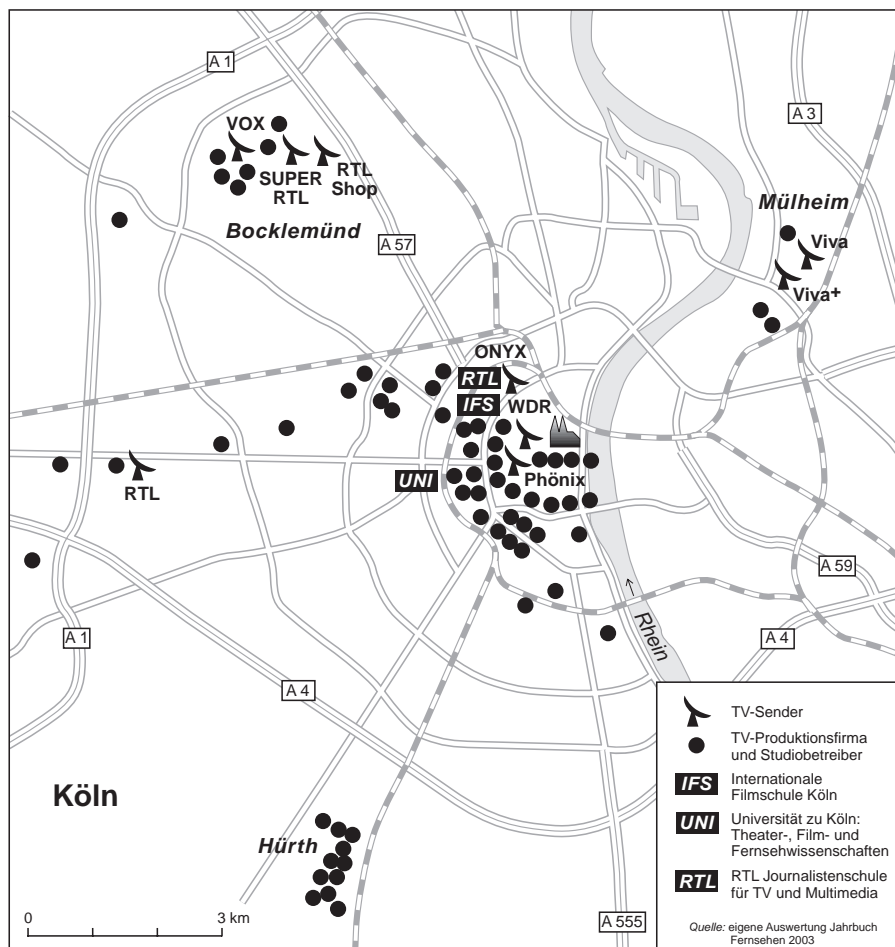 A 1
A 3
VOX
SUPER
RTL
RTL
Shop
Bocklemünd
A 57
Mülheim
Viva
Viva+
ONYX
RTL
IFS
WDR
UNI
Phönix
RTL
A 59
Rhein
A 1
A 4
A 4
Köln
Hürth
0
3 km
A 555
TV-Sender
TV-Produktionsfirma
und Studiobetreiber
IFS
Internationale
Filmschule Köln
UNI
Universität zu Köln:
Theater-, Film- und
Fernsehwissenschaften
RTL
RTL Journalistenschule
für TV und Multimedia
Quelle: eigene Auswertung Jahrbuch
Fernsehen 2003